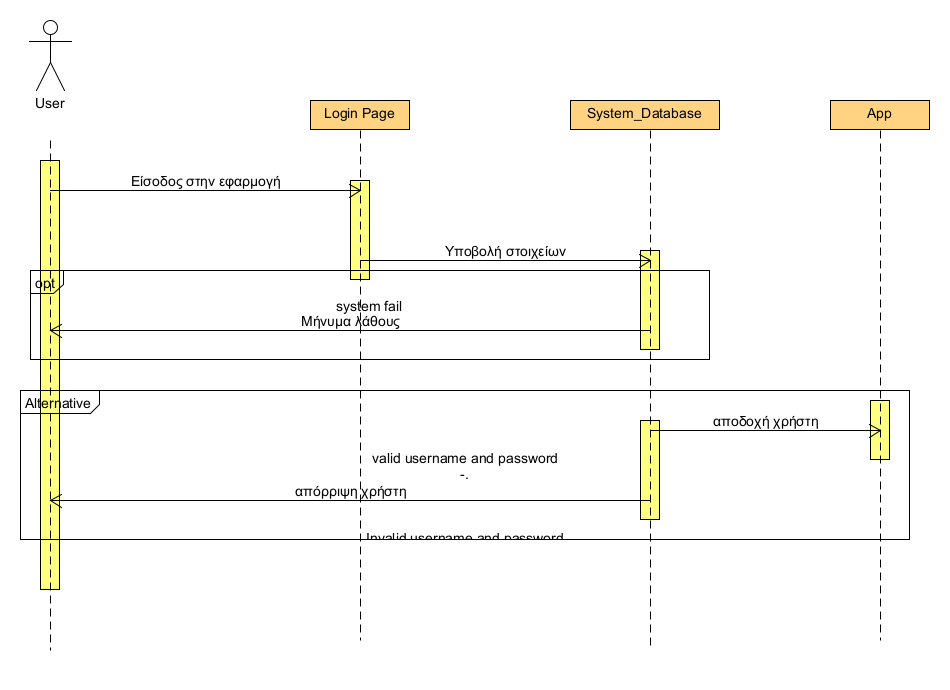 User
Login Page
System_Database
App
Είσοδος στην εφαρμογή
Υποβολή στοιχείων
opt
system fail
Μήνυμα λάθους
Alternative
αποδοχή χρήστη
valid username and password
-.
απόρριψη χρήστη
Invalid username and password